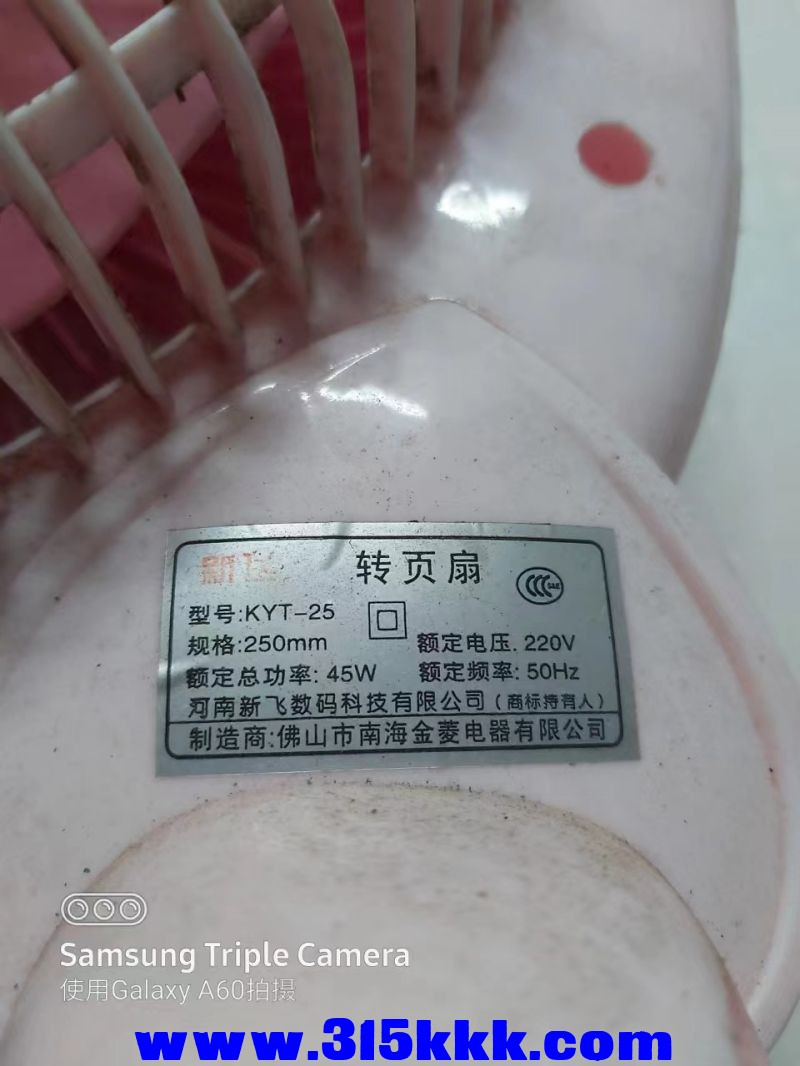 新飞 转页扇
型号:KYT-25
规格:250mm 额定电压. 220V
额定总功率: 45W 额定频率: 50Hz
河南新飞数码科技有限公司(商标持有人)
制造商:佛山市南海金菱电器有限公司
Samsung Triple Camera
使用Galaxy A60拍摄
www.315kkk.com